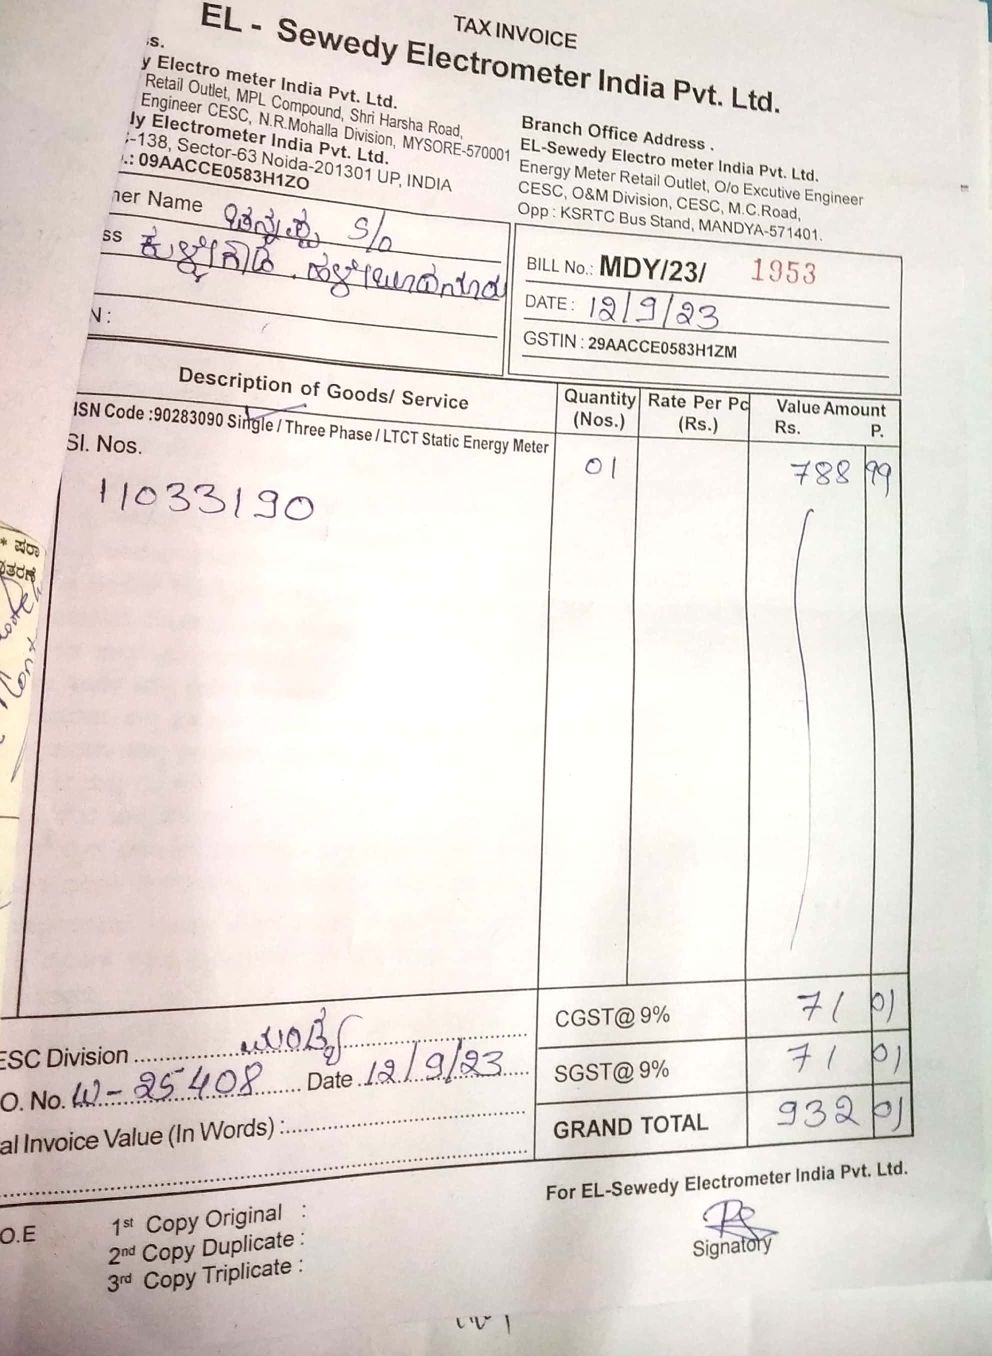 TAX INVOICE
EL - Sewedy Electrometer India Pvt. Ltd.
s.
y Electro meter India Pvt. Ltd.
Retail Outlet, MPL Compound, Shri Harsha Road,
Engineer CESC, N.R.Mohalla Division, MYSORE-570001
ly Electrometer India Pvt. Ltd.
-138, Sector-63 Noida-201301 UP, INDIA
.: 09AACCE0583H1ZO
Branch Office Address .
EL-Sewedy Electro meter India Pvt. Ltd.
Energy Meter Retail Outlet, O/o Excutive Engineer
CESC, O&M Division, CESC, M.C.Road,
Opp : KSRTC Bus Stand, MANDYA-571401.
ner Name S/o
ss
N :
BILL No.: MDY/23/ 1953
DATE : 12/9/23
GSTIN : 29AACCE0583H1ZM
Description of Goods/ Service
Quantity (Nos.)
Rate Per Pc (Rs.)
Value Amount
Rs. P.
ISN Code :90283090 Single / Three Phase / LTCT Static Energy Meter
Sl. Nos.
11033190
01
788 99
* ಪರಾ
ತರಣೆ
CGST@ 9% 71 01
SGST@ 9% 71 01
GRAND TOTAL 932 01
ESC Division
O. No. W-25408 Date 12/9/23
al Invoice Value (In Words) :
For EL-Sewedy Electrometer India Pvt. Ltd.
Signatory
O.E
1st Copy Original :
2nd Copy Duplicate :
3rd Copy Triplicate :